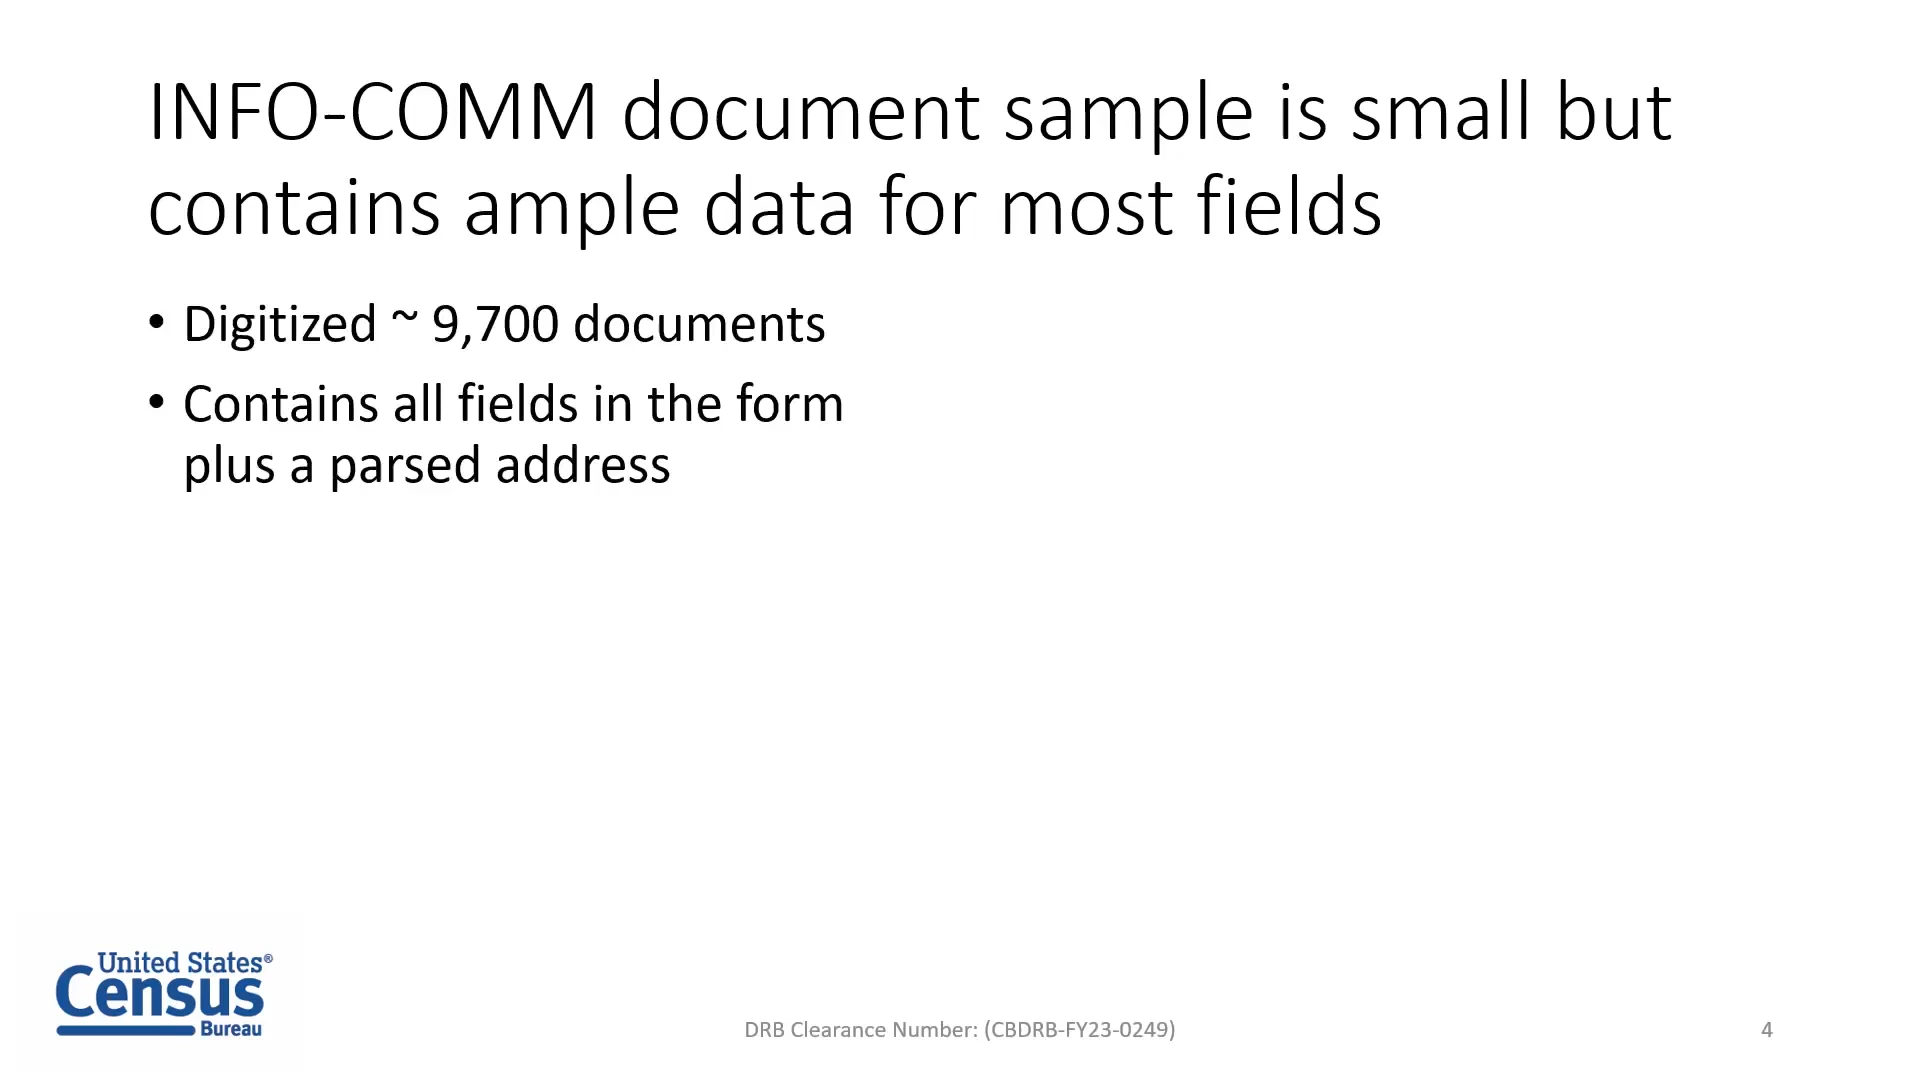 INFO-COMM document sample is small but
contains ample data for most fields
• Digitized ~ 9,700 documents
• Contains all fields in the form
plus a parsed address
United States®
Census
Bureau
DRB Clearance Number: (CBDRB-FY23-0249)
4